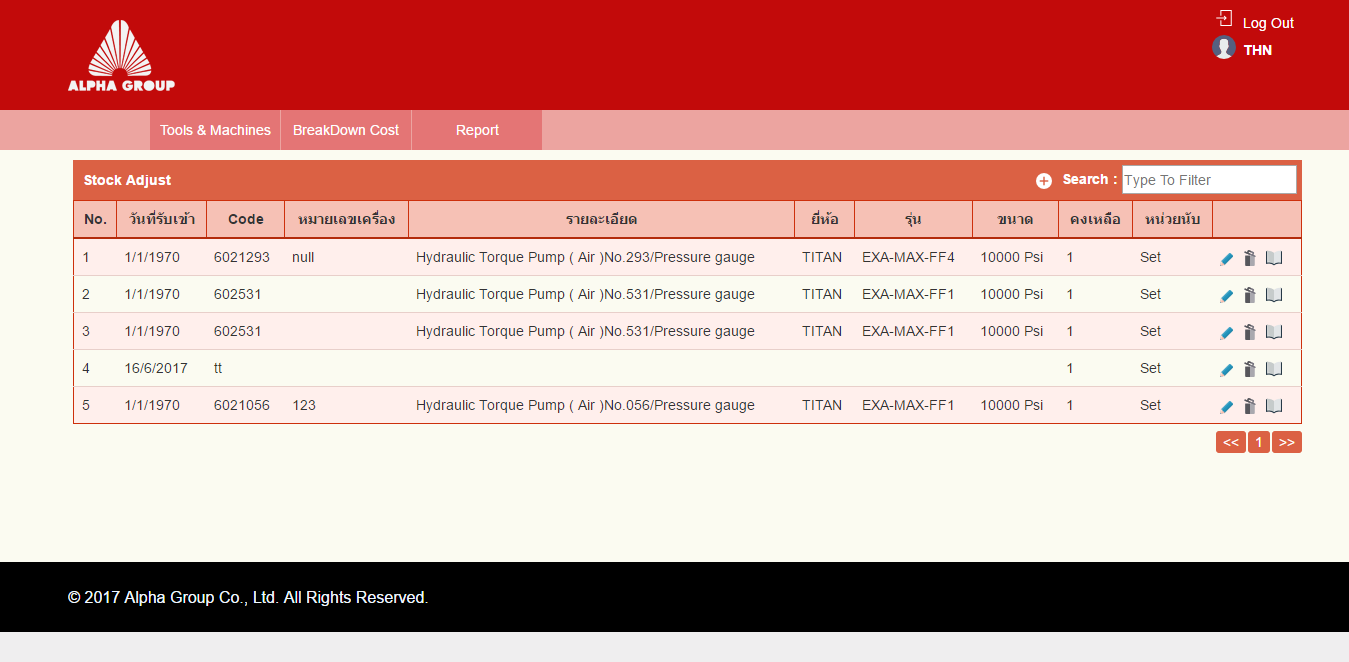 Log Out
THN
ALPHA GROUP
Tools & Machines BreakDown Cost Report
Stock Adjust Search : Type To Filter
No. วันที่รับเข้า Code หมายเลขเครื่อง รายละเอียด ยี่ห้อ รุ่น ขนาด คงเหลือ หน่วยนับ
1 1/1/1970 6021293 null Hydraulic Torque Pump ( Air )No.293/Pressure gauge TITAN EXA-MAX-FF4 10000 Psi 1 Set
2 1/1/1970 602531 Hydraulic Torque Pump ( Air )No.531/Pressure gauge TITAN EXA-MAX-FF1 10000 Psi 1 Set
3 1/1/1970 602531 Hydraulic Torque Pump ( Air )No.531/Pressure gauge TITAN EXA-MAX-FF1 10000 Psi 1 Set
4 16/6/2017 tt 1 Set
5 1/1/1970 6021056 123 Hydraulic Torque Pump ( Air )No.056/Pressure gauge TITAN EXA-MAX-FF1 10000 Psi 1 Set
<< 1 >>
© 2017 Alpha Group Co., Ltd. All Rights Reserved.